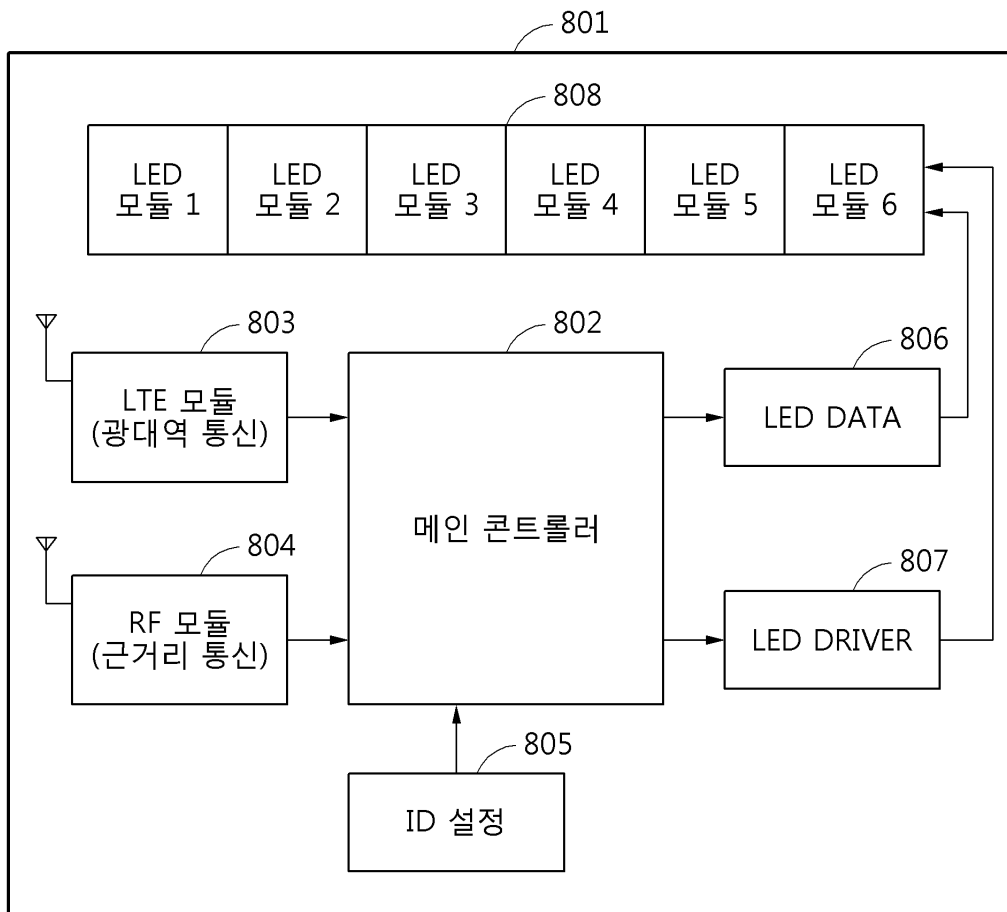 801
808
LED
모듈 1
LED
모듈 2
LED
모듈 3
LED
모듈 4
LED
모듈 5
LED
모듈 6
803
LTE 모듈
(광대역 통신)
802
메인 콘트롤러
806
LED DATA
804
RF 모듈
(근거리 통신)
807
LED DRIVER
805
ID 설정